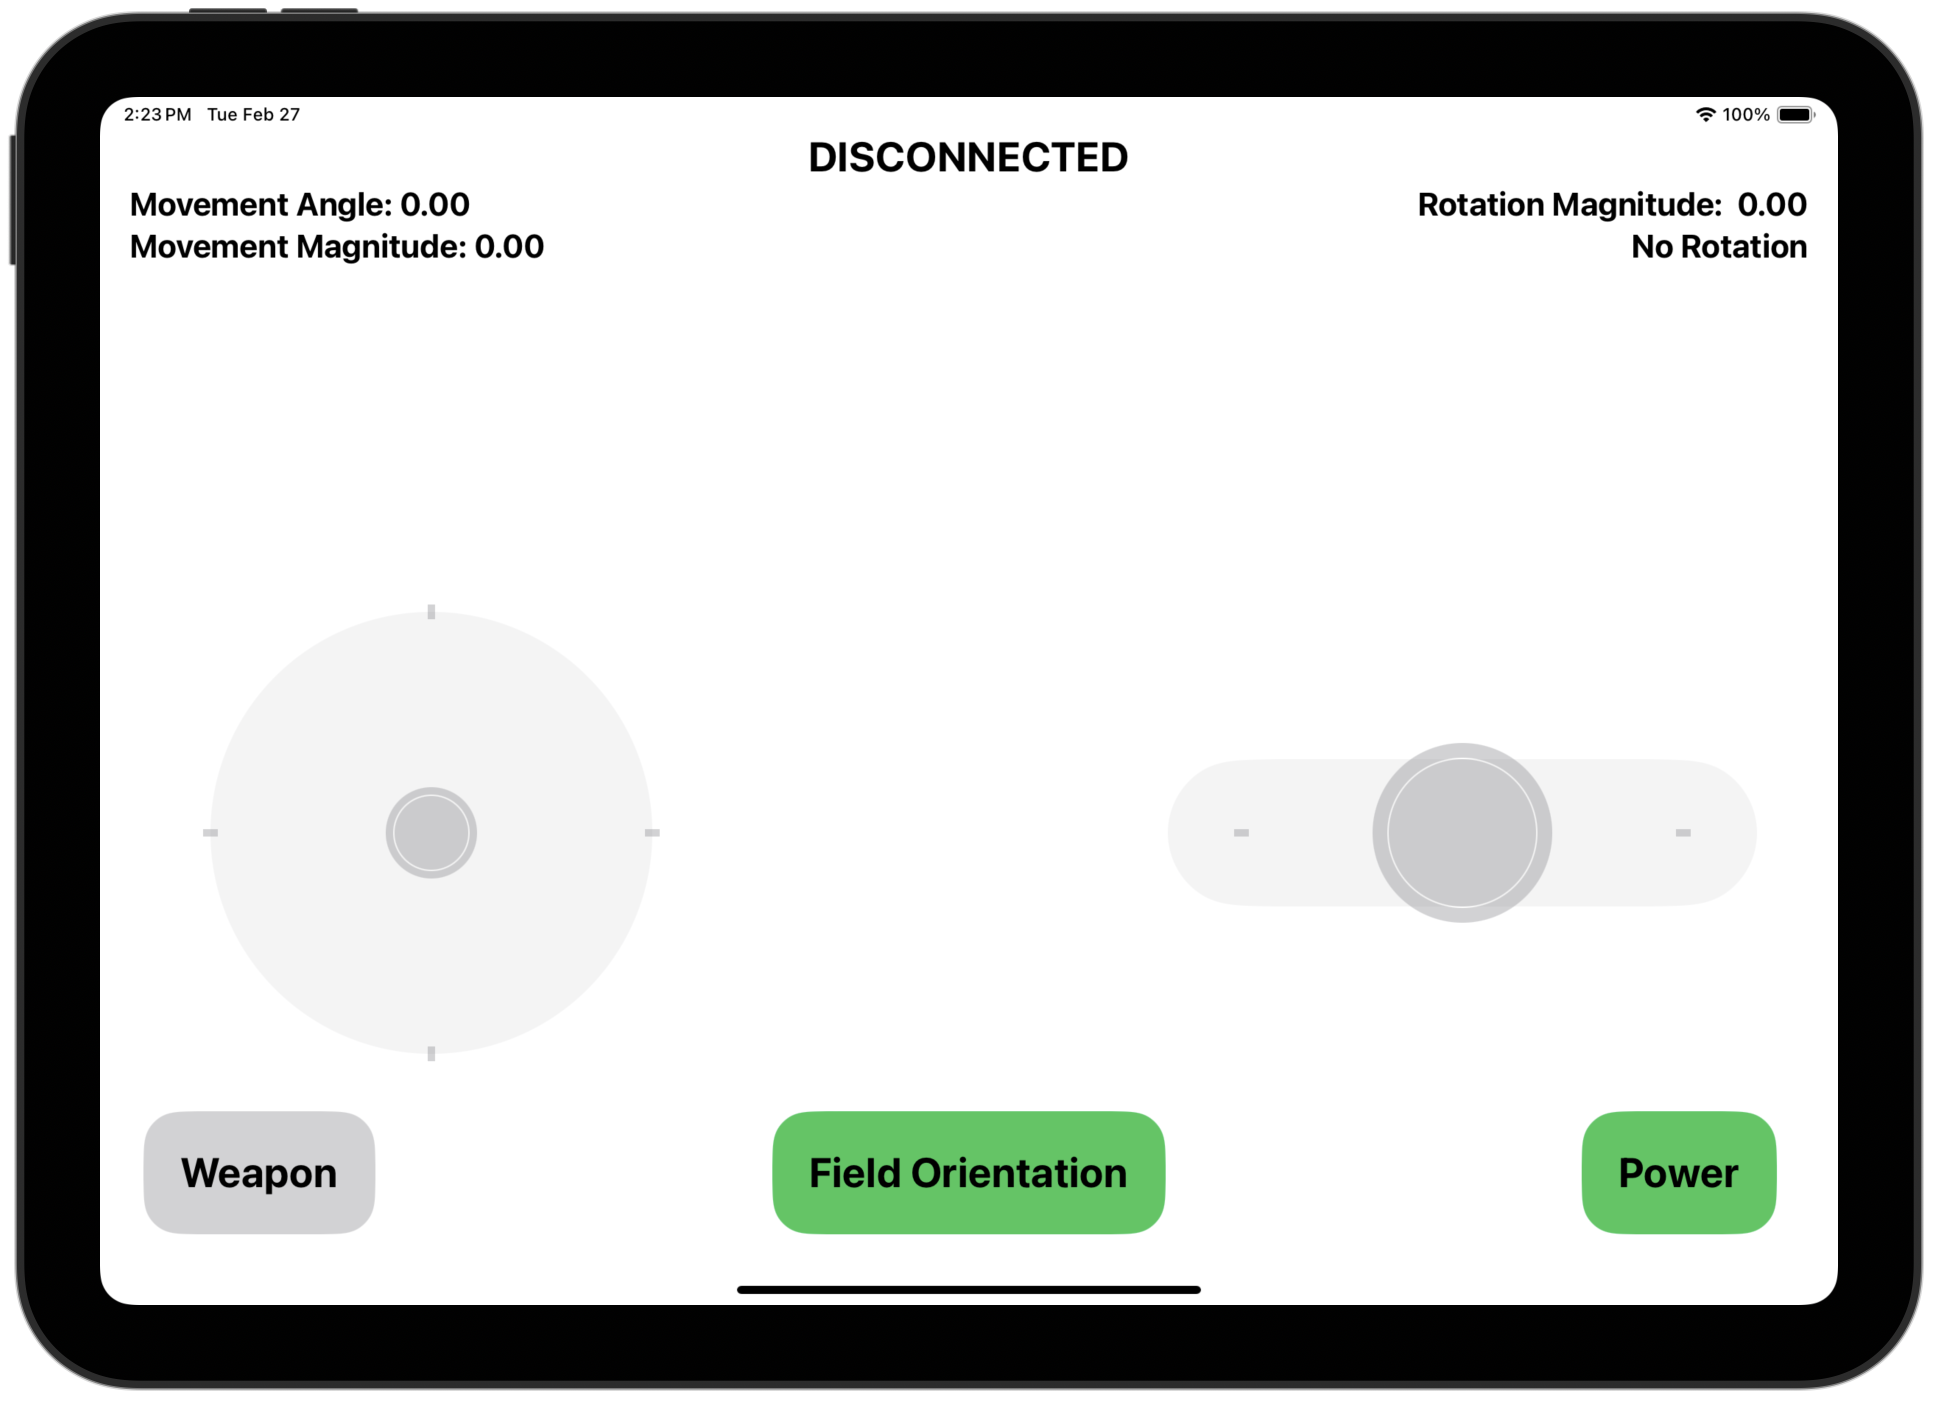 2:23 PM Tue Feb 27
100%
DISCONNECTED
Movement Angle: 0.00
Movement Magnitude: 0.00
Rotation Magnitude: 0.00
No Rotation
Weapon
Field Orientation
Power